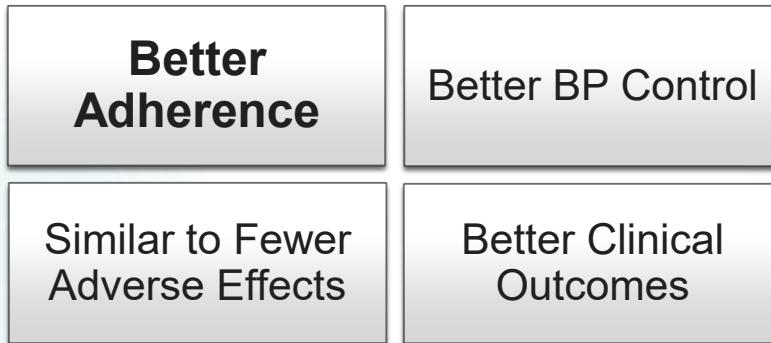 Better
Adherence
Better BP Control
Similar to Fewer
Adverse Effects
Better Clinical
Outcomes